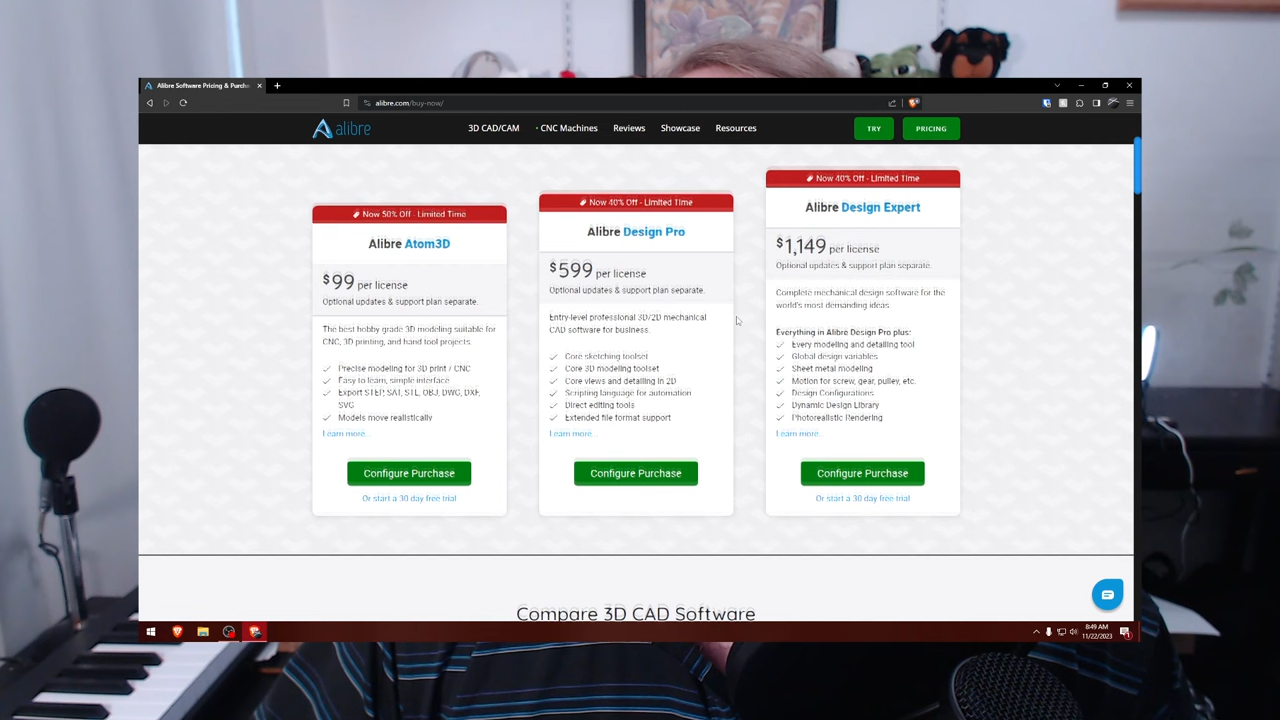 Alibre Software Pricing & Purch
alibre.com/buy-now/
alibre
3D CAD/CAM
CNC Machines
Reviews
Showcase
Resources
TRY
PRICING
Now 50% Off - Limited Time
Alibre Atom3D
$99 per license
Optional updates & support plan separate.
The best hobby grade 3D modeling suitable for
CNC, 3D printing, and hand tool projects.
Precise modeling for 3D print / CNC
Easy to learn, simple interface
Export STEP, SAT, STL, OBJ, DWG, DXF,
SVG
Models move realistically
Learn more...
Configure Purchase
Or start a 30 day free trial
Now 40% Off - Limited Time
Alibre Design Pro
$599 per license
Optional updates & support plan separate.
Entry-level professional 3D/2D mechanical
CAD software for business.
Core sketching toolset
Core 3D modeling toolset
Core views and detailing in 2D
Scripting language for automation
Direct editing tools
Extended file format support
Learn more...
Configure Purchase
Now 40% Off - Limited Time
Alibre Design Expert
$1,149 per license
Optional updates & support plan separate.
Complete mechanical design software for the
world's most demanding ideas.
Everything in Alibre Design Pro plus:
Every modeling and detailing tool
Global design variables
Sheet metal modeling
Motion for screw, gear, pulley, etc.
Design Configurations
Dynamic Design Library
Photorealistic Rendering
Learn more...
Configure Purchase
Or start a 30 day free trial
Compare 3D CAD Software
8:49 AM
11/22/2023